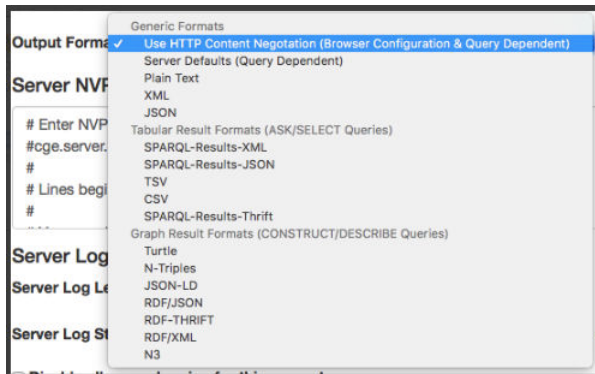 Generic Formats
Output Forma ✓ Use HTTP Content Negotation (Browser Configuration & Query Dependent)
Server Defaults (Query Dependent)
Plain Text
Server NVP
XML
JSON
# Enter NVP
Tabular Result Formats (ASK/SELECT Queries)
#cge.server.
SPARQL-Results-XML
#
SPARQL-Results-JSON
# Lines begi
TSV
#
CSV
SPARQL-Results-Thrift
Graph Result Formats (CONSTRUCT/DESCRIBE Queries)
Server Log
Turtle
N-Triples
Server Log Le
JSON-LD
RDF/JSON
RDF-THRIFT
Server Log St
RDF/XML
N3